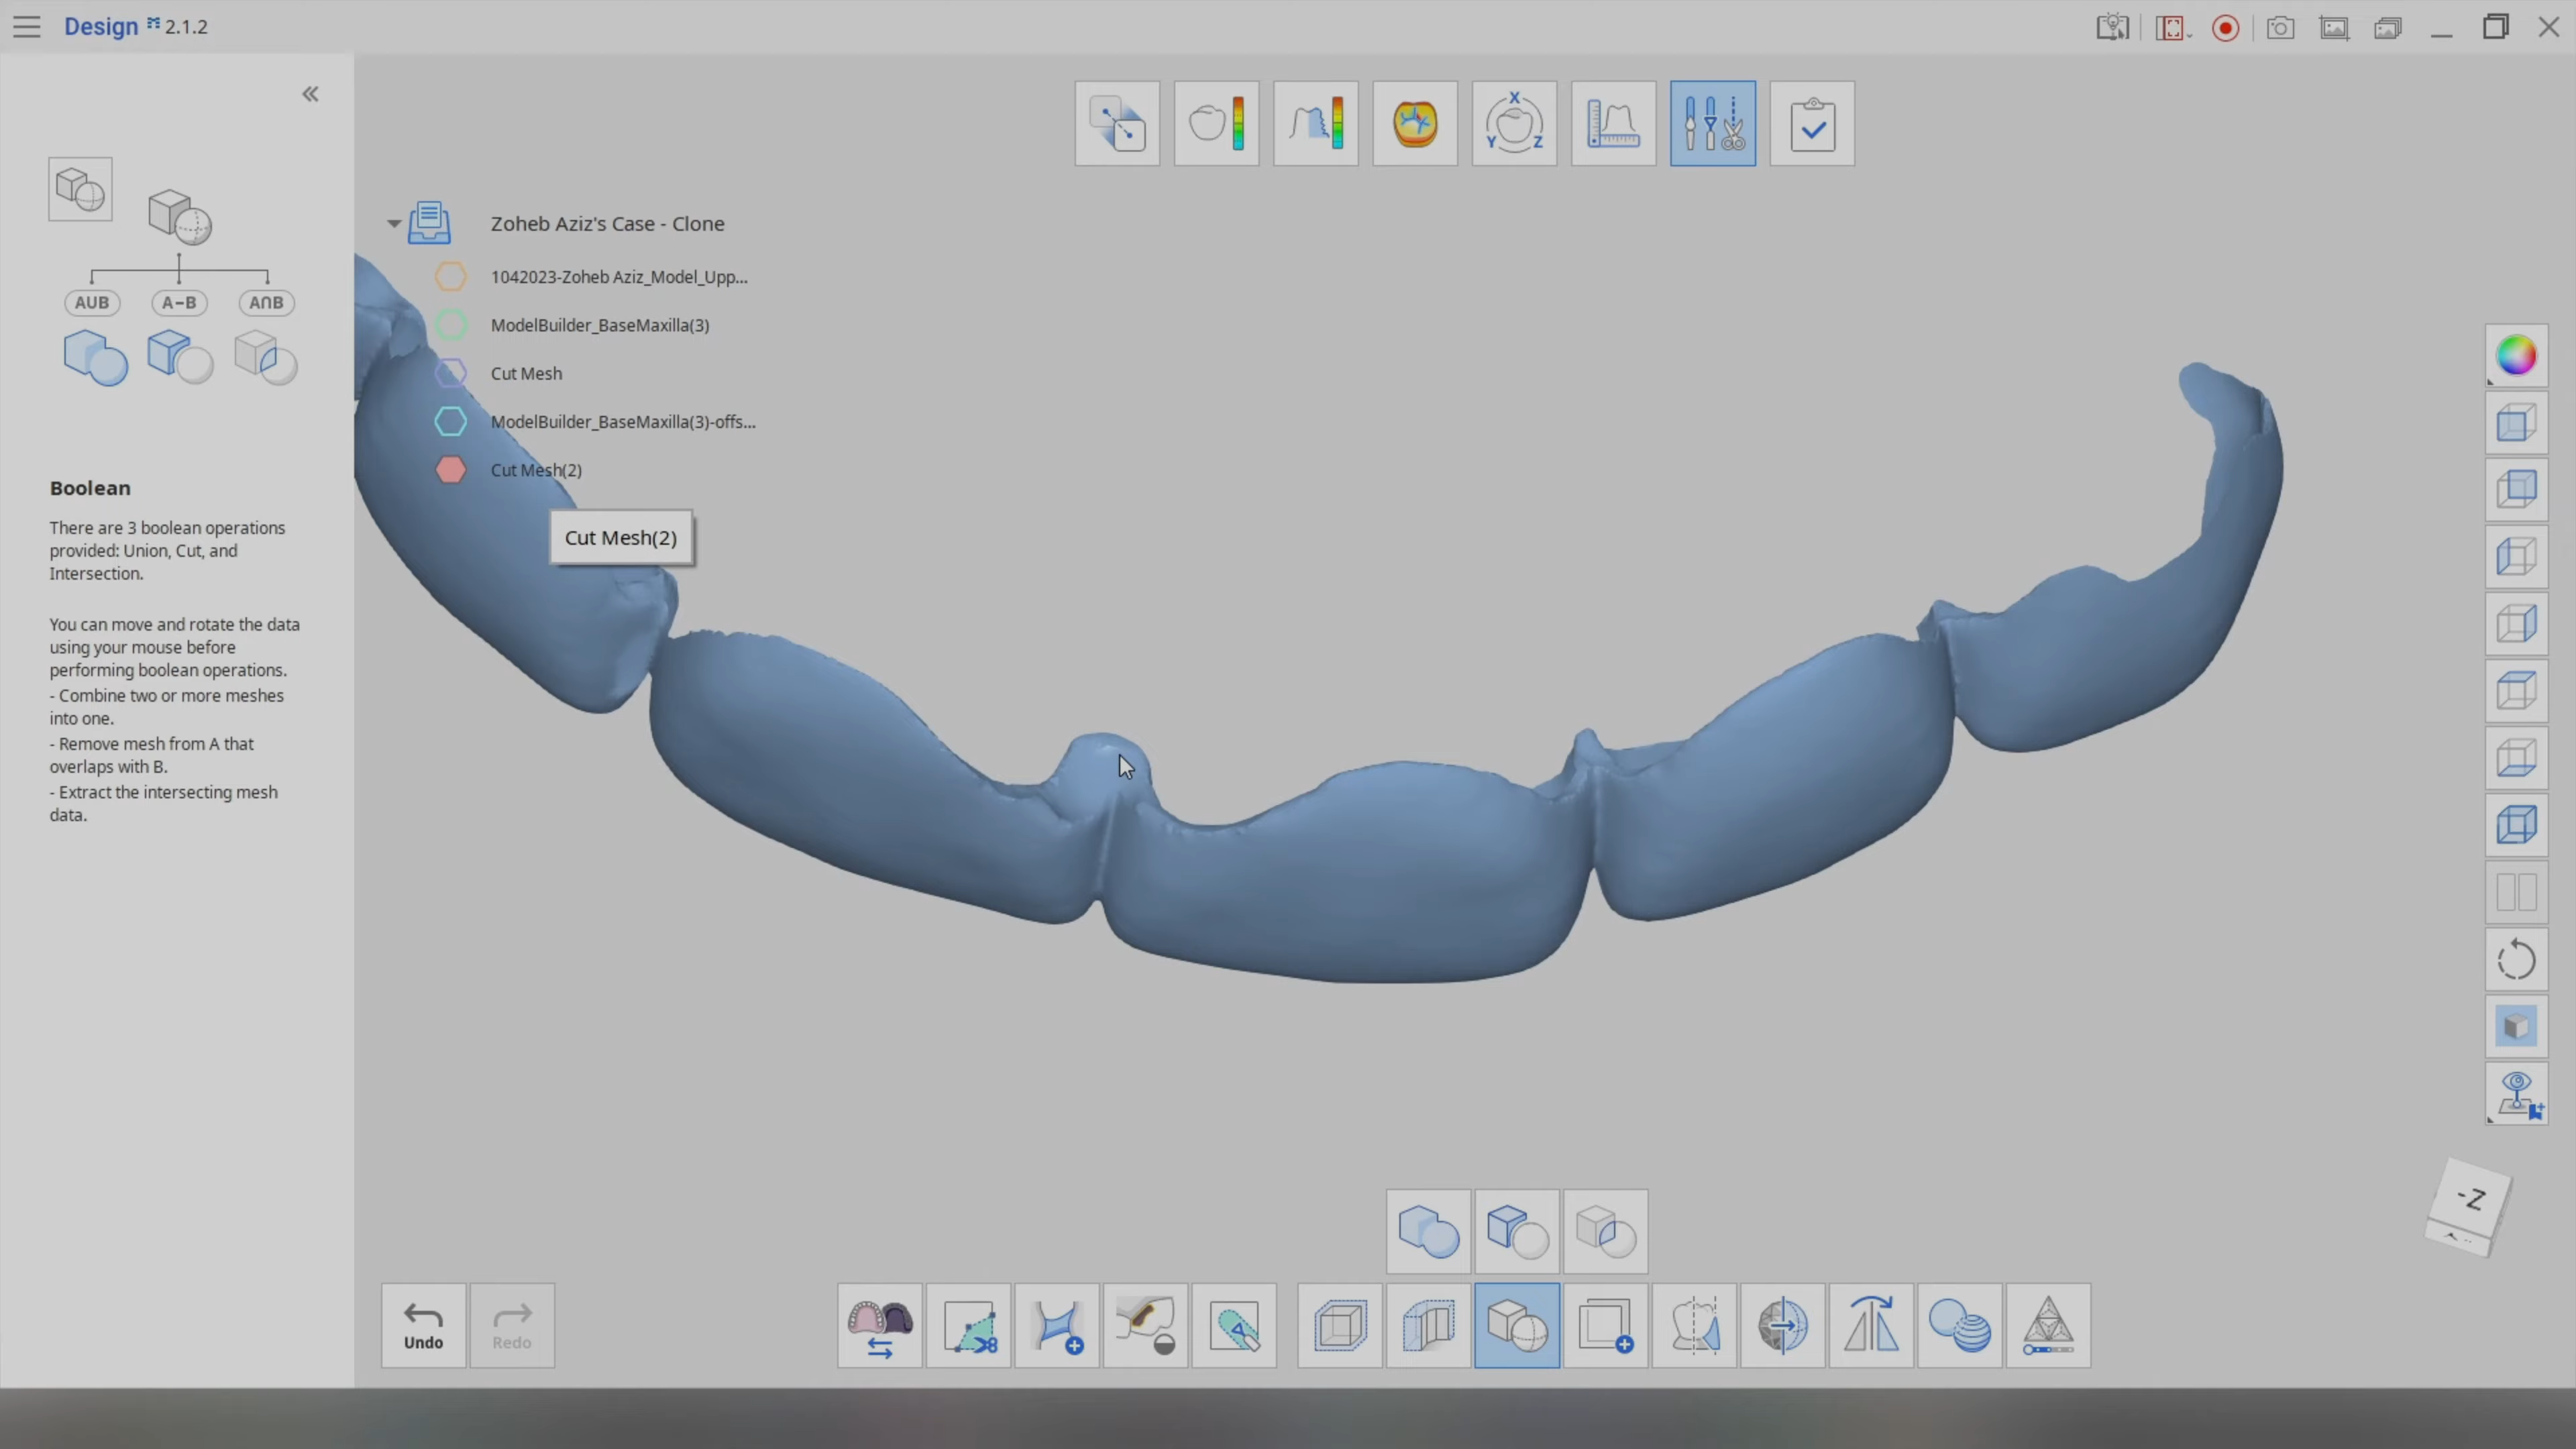 Design 2.1.2
X
Y Z
AUB A-B A∩B
Zoheb Aziz's Case - Clone
1042023-Zoheb Aziz_Model_Upp...
ModelBuilder_BaseMaxilla(3)
Cut Mesh
ModelBuilder_BaseMaxilla(3)-offs...
Cut Mesh(2)
Cut Mesh(2)
Boolean
There are 3 boolean operations
provided: Union, Cut, and
Intersection.
You can move and rotate the data
using your mouse before
performing boolean operations.
- Combine two or more meshes
into one.
- Remove mesh from A that
overlaps with B.
- Extract the intersecting mesh
data.
-Z
Undo Redo